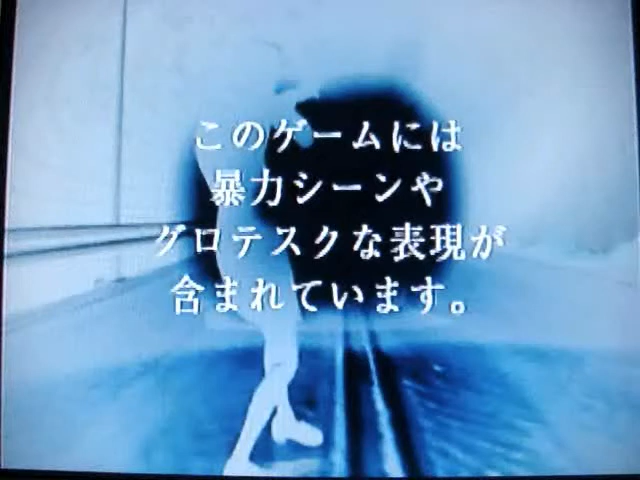 このゲームには
暴力シーンや
グロテスクな表現が
含まれています。